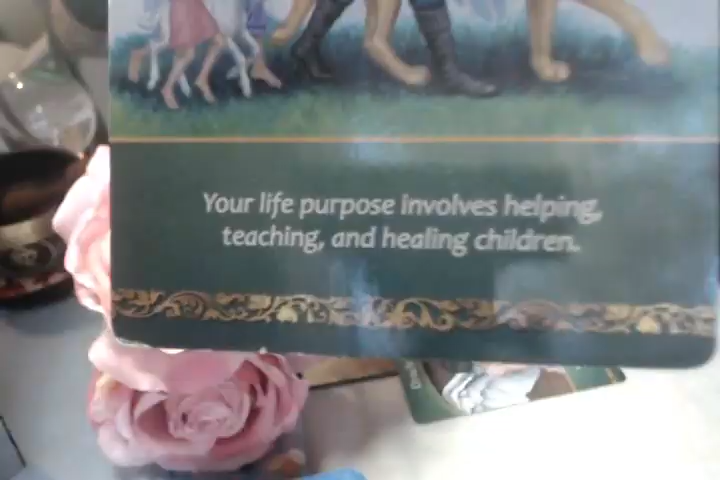 Your life purpose involves helping,
teaching, and healing children.